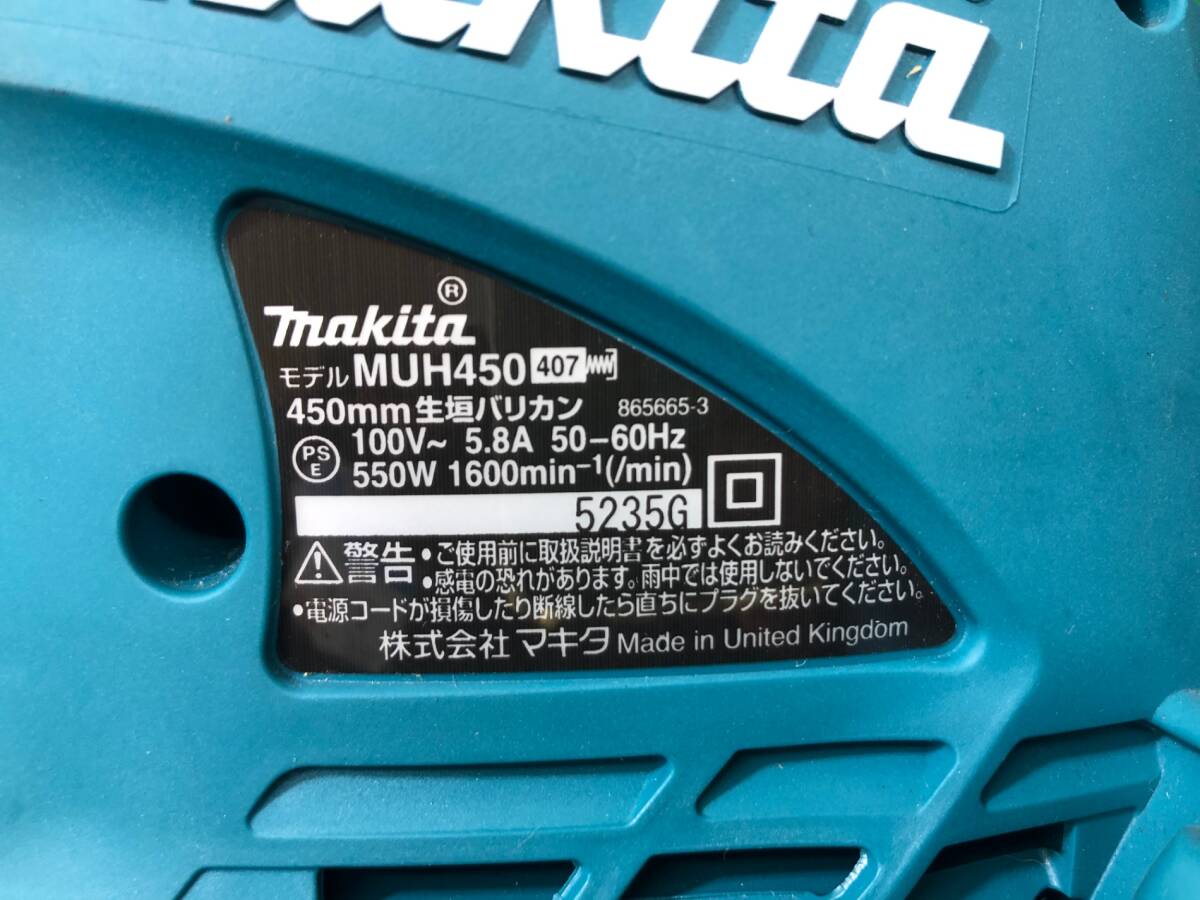 makita
makita®
モデル MUH450 407
450mm 生垣バリカン 865665-3
PS E 100V~ 5.8A 50-60Hz
550W 1600min⁻¹(/min)
5235G
警告 •ご使用前に取扱説明書を必ずよくお読みください。
•感電の恐れがあります。雨中では使用しないでください。
•電源コードが損傷したり断線したら直ちにプラグを抜いてください。
株式会社 マキタ Made in United Kingdom